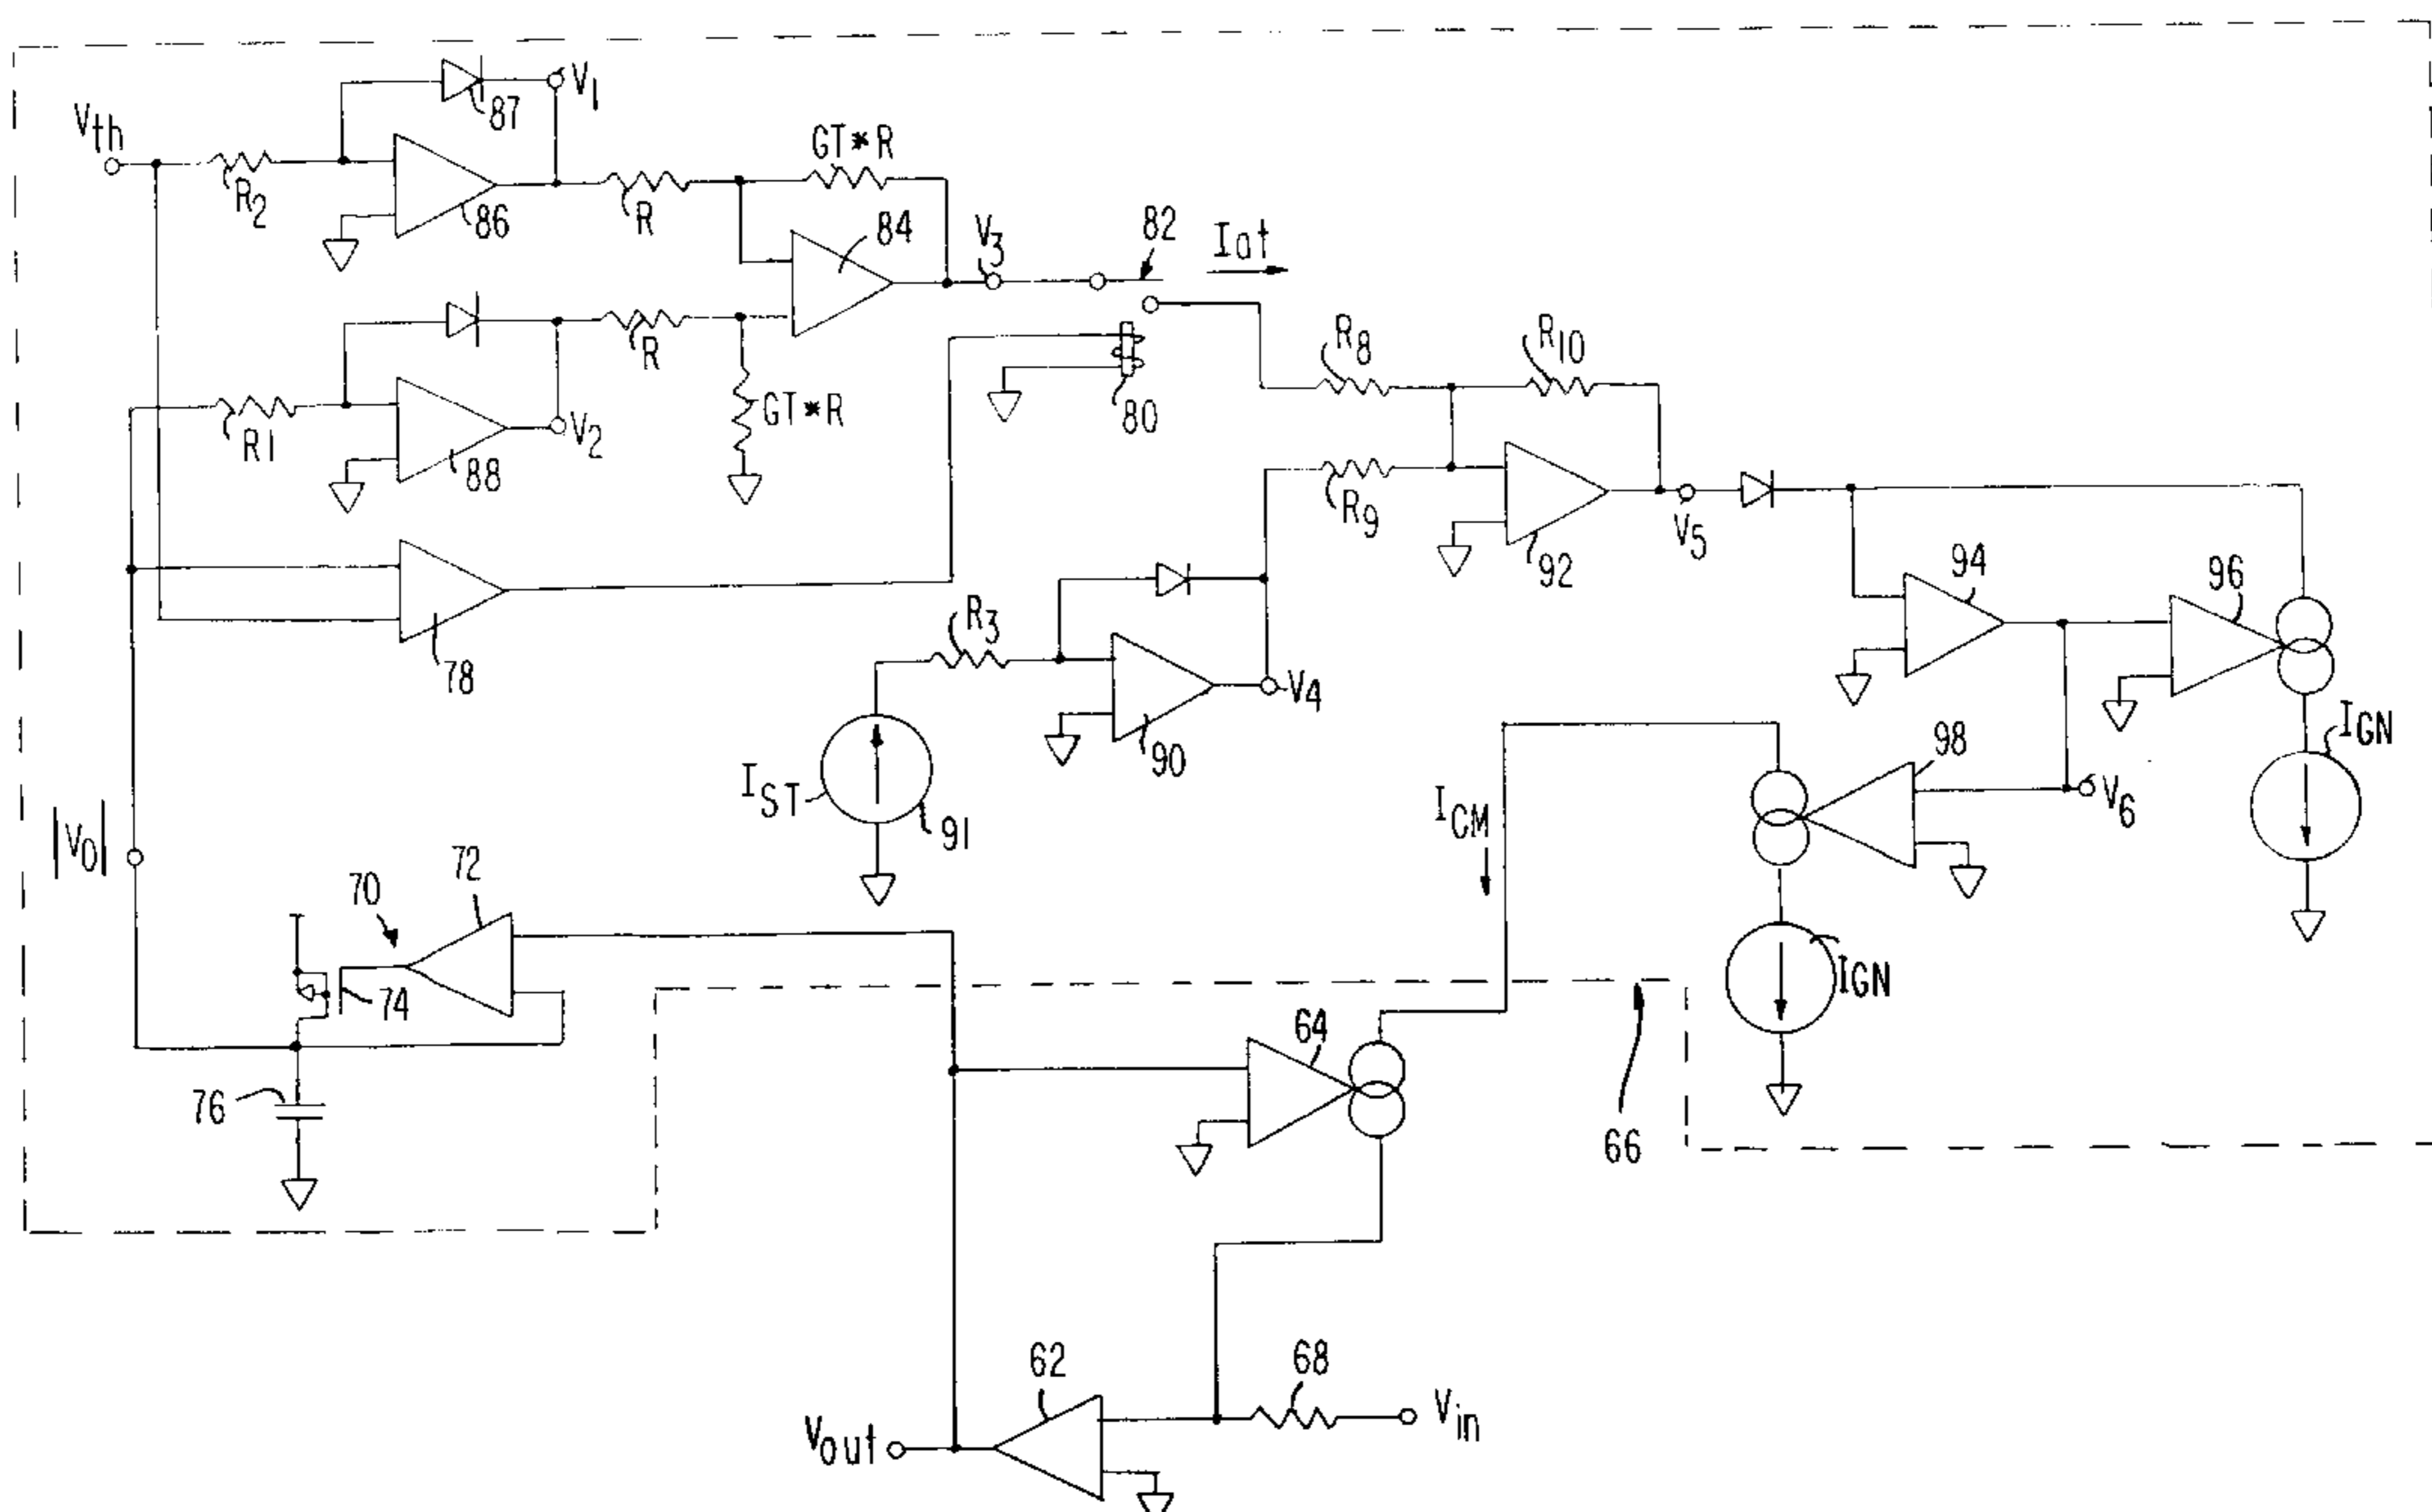 V1
87
Vth
GT*R
R2
86
R
84
V3
82
Iat
R
R8
R10
GT*R
80
R1
V2
88
R9
V5
92
94
96
R3
78
V4
90
IGN
98
IST
91
ICM
V6
|V0|
72
70
74
IGN
64
76
66
62
68
Vout
Vin